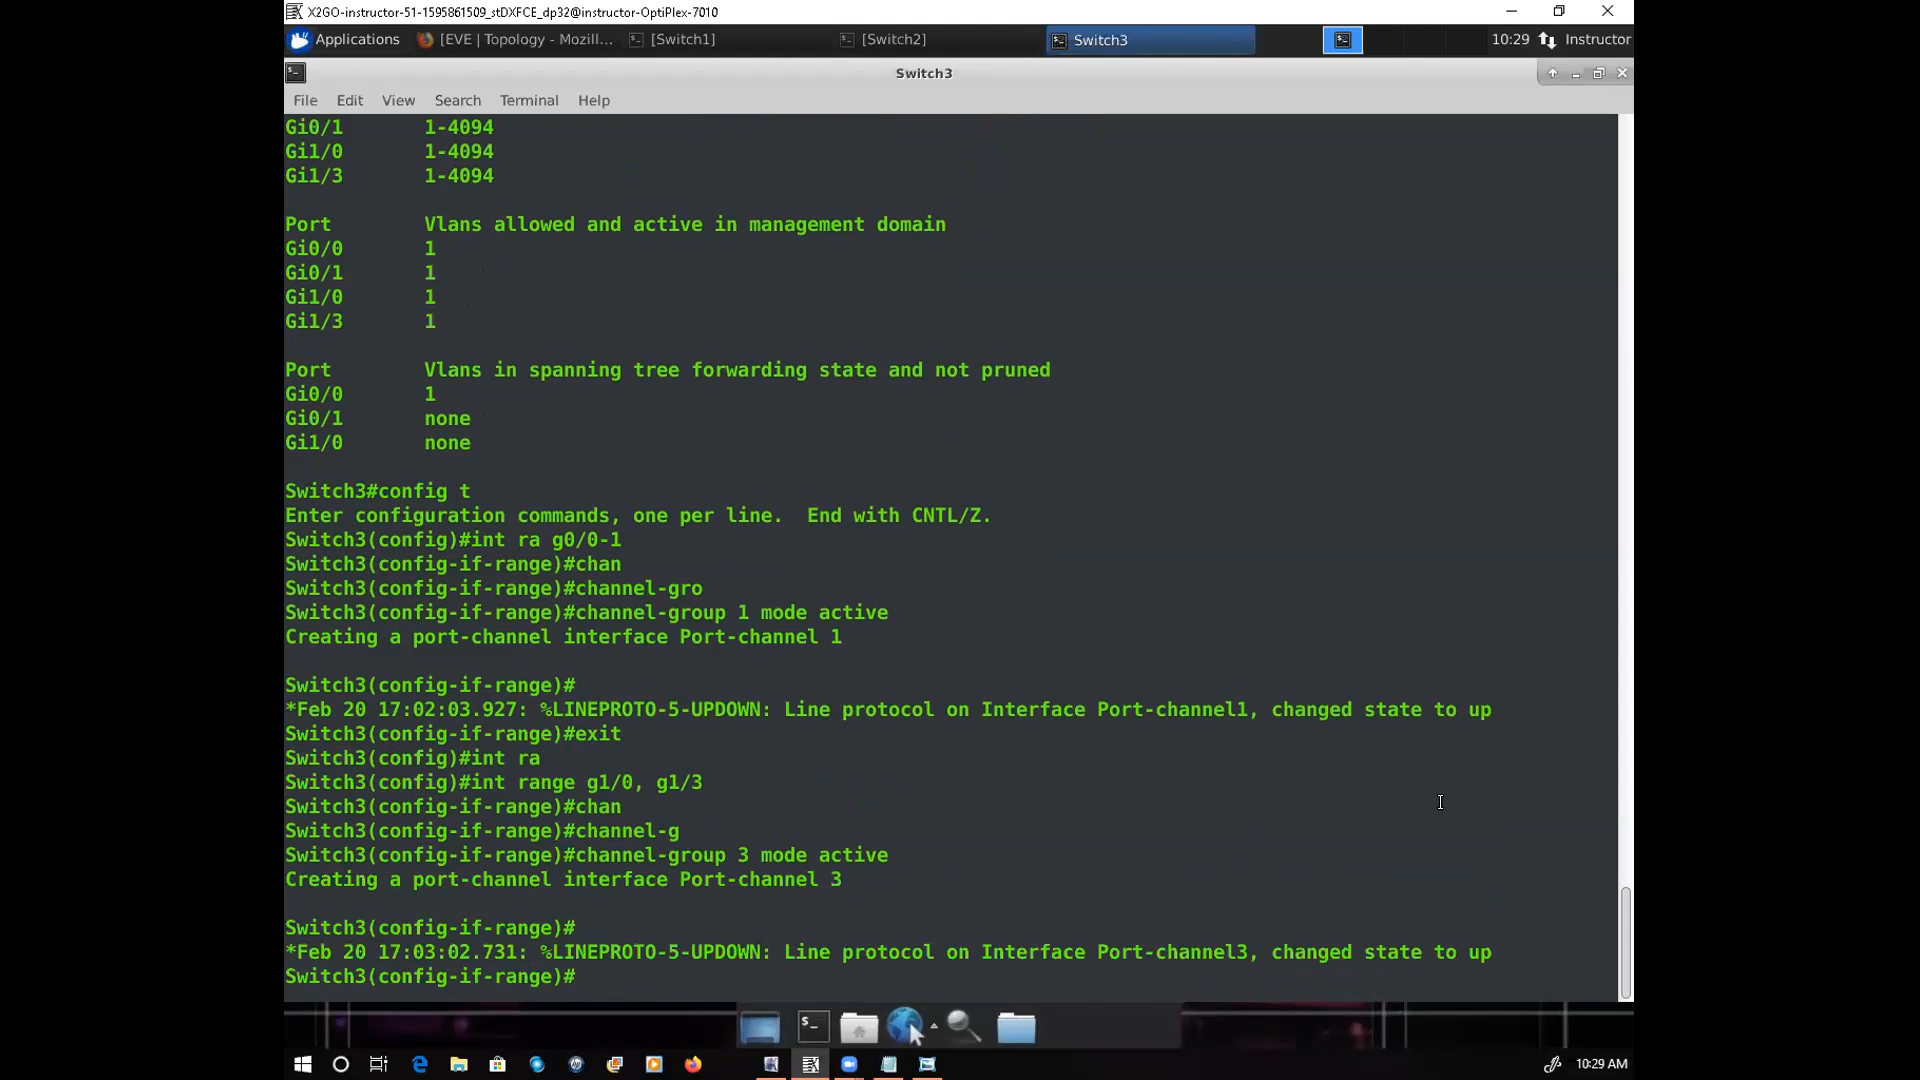 X2GO-instructor-51-1595861509_stDXFCE_dp32@instructor-OptiPlex-7010
Applications
[EVE | Topology - Mozill...
[Switch1]
[Switch2]
Switch3
10:29
Instructor
Switch3
File Edit View Search Terminal Help
Gi0/1 1-4094
Gi1/0 1-4094
Gi1/3 1-4094
Port Vlans allowed and active in management domain
Gi0/0 1
Gi0/1 1
Gi1/0 1
Gi1/3 1
Port Vlans in spanning tree forwarding state and not pruned
Gi0/0 1
Gi0/1 none
Gi1/0 none
Switch3#config t
Enter configuration commands, one per line. End with CNTL/Z.
Switch3(config)#int ra g0/0-1
Switch3(config-if-range)#chan
Switch3(config-if-range)#channel-gro
Switch3(config-if-range)#channel-group 1 mode active
Creating a port-channel interface Port-channel 1
Switch3(config-if-range)#
*Feb 20 17:02:03.927: %LINEPROTO-5-UPDOWN: Line protocol on Interface Port-channel1, changed state to up
Switch3(config-if-range)#exit
Switch3(config)#int ra
Switch3(config)#int range g1/0, g1/3
Switch3(config-if-range)#chan
Switch3(config-if-range)#channel-g
Switch3(config-if-range)#channel-group 3 mode active
Creating a port-channel interface Port-channel 3
Switch3(config-if-range)#
*Feb 20 17:03:02.731: %LINEPROTO-5-UPDOWN: Line protocol on Interface Port-channel3, changed state to up
Switch3(config-if-range)#
10:29 AM